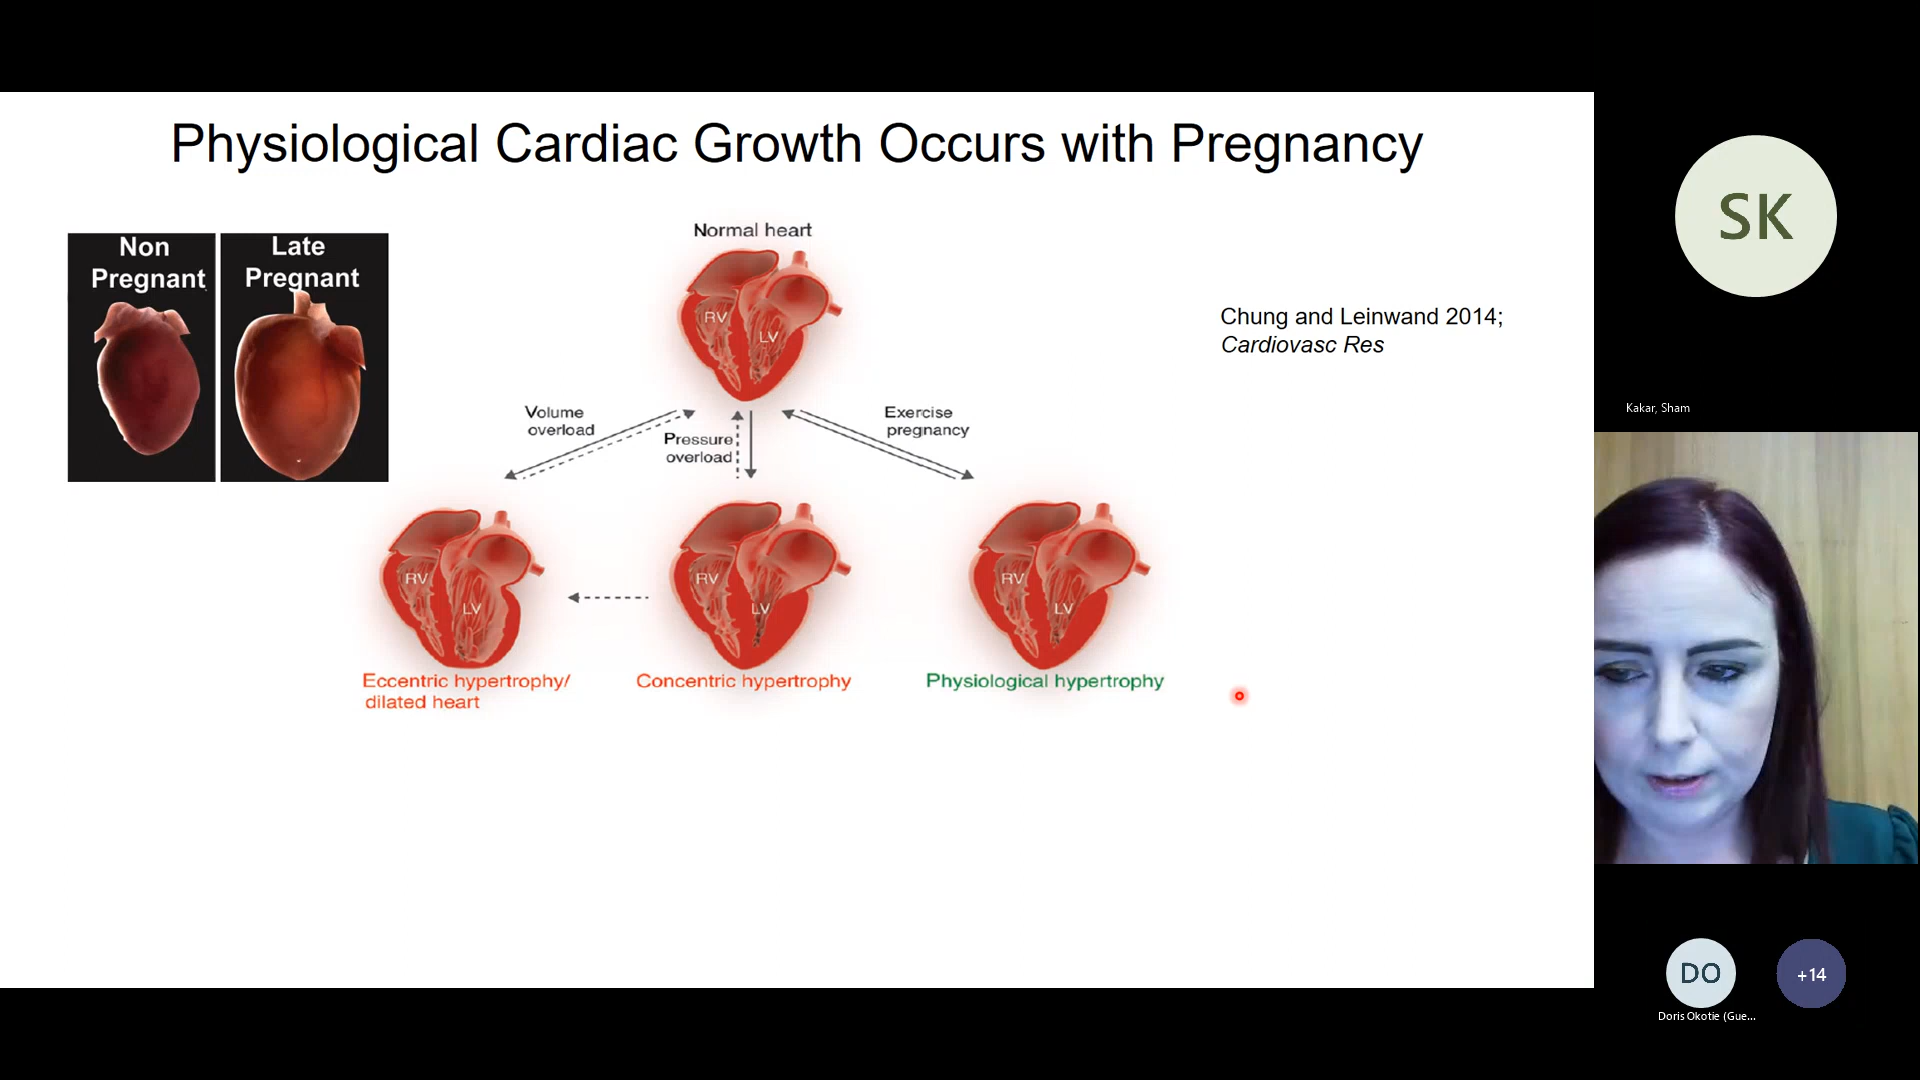 Physiological Cardiac Growth Occurs with Pregnancy
Non
Pregnant
Late
Pregnant
Normal heart
RV
LV
Chung and Leinwand 2014;
Cardiovasc Res
Volume
overload
Pressure
overload
Exercise
pregnancy
RV
LV
RV
LV
RV
LV
Eccentric hypertrophy/
dilated heart
Concentric hypertrophy
Physiological hypertrophy
SK
Kakar, Sham
DO
+14
Doris Okotie (Gue...